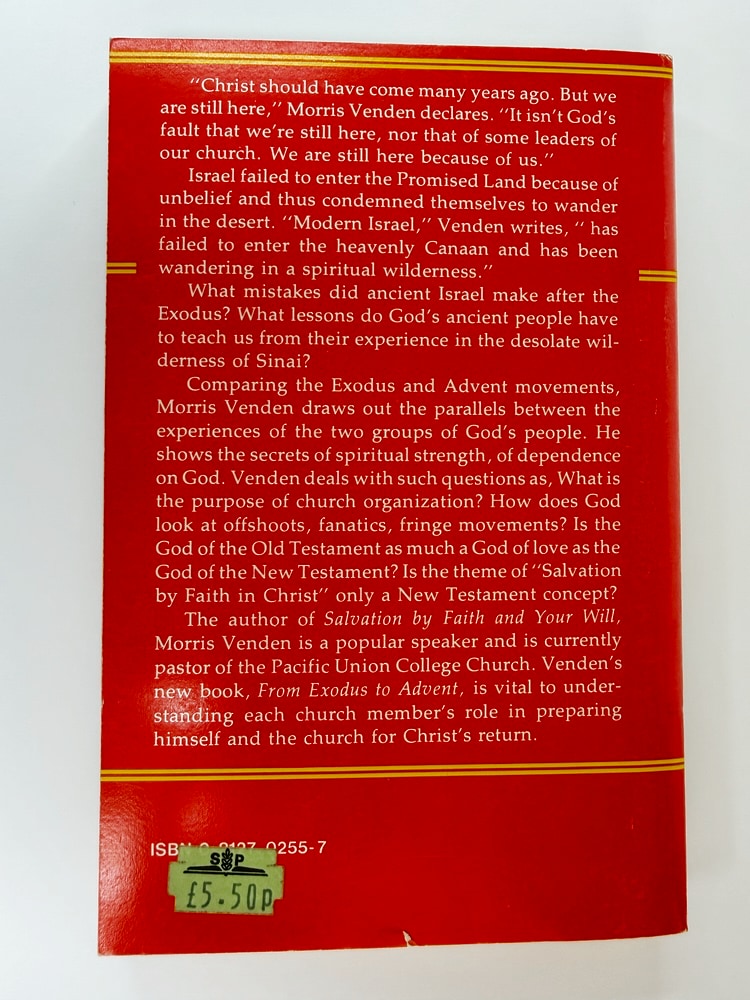 “Christ should have come many years ago. But we
are still here,” Morris Venden declares. “It isn’t God’s
fault that we’re still here, nor that of some leaders of
our church. We are still here because of us.”
Israel failed to enter the Promised Land because of
unbelief and thus condemned themselves to wander
in the desert. “Modern Israel,” Venden writes, “ has
failed to enter the heavenly Canaan and has been
wandering in a spiritual wilderness.”
What mistakes did ancient Israel make after the
Exodus? What lessons do God’s ancient people have
to teach us from their experience in the desolate wil-
derness of Sinai?
Comparing the Exodus and Advent movements,
Morris Venden draws out the parallels between the
experiences of the two groups of God’s people. He
shows the secrets of spiritual strength, of dependence
on God. Venden deals with such questions as, What is
the purpose of church organization? How does God
look at offshoots, fanatics, fringe movements? Is the
God of the Old Testament as much a God of love as the
God of the New Testament? Is the theme of “Salvation
by Faith in Christ” only a New Testament concept?
The author of Salvation by Faith and Your Will,
Morris Venden is a popular speaker and is currently
pastor of the Pacific Union College Church. Venden’s
new book, From Exodus to Advent, is vital to under-
standing each church member’s role in preparing
himself and the church for Christ’s return.
ISBN 0255-7
S P
£5.50p